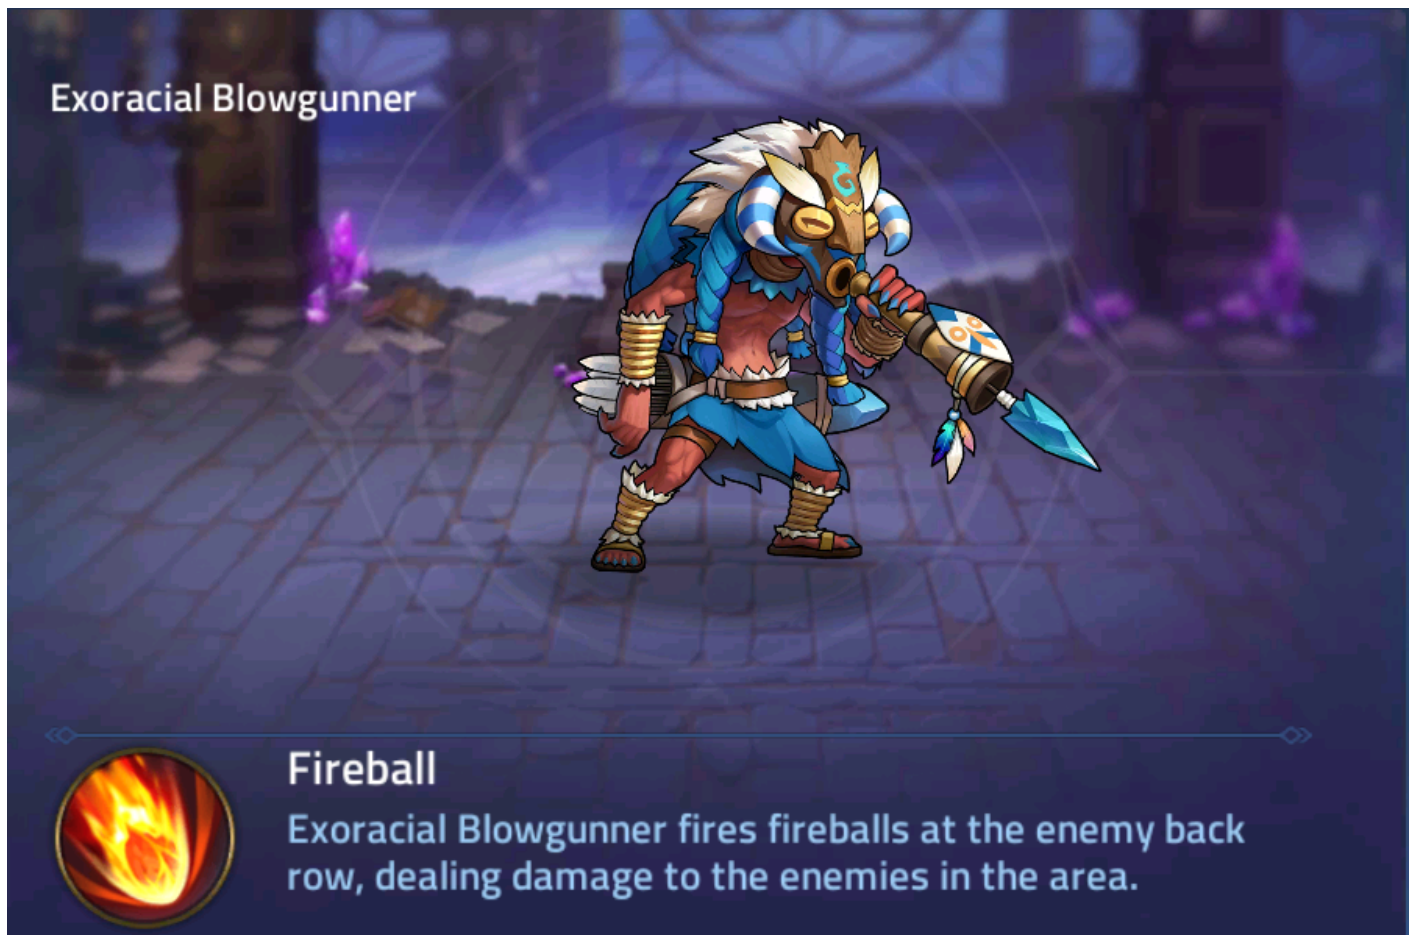 Exoracial Blowgunner
Fireball
Exoracial Blowgunner fires fireballs at the enemy back
row, dealing damage to the enemies in the area.